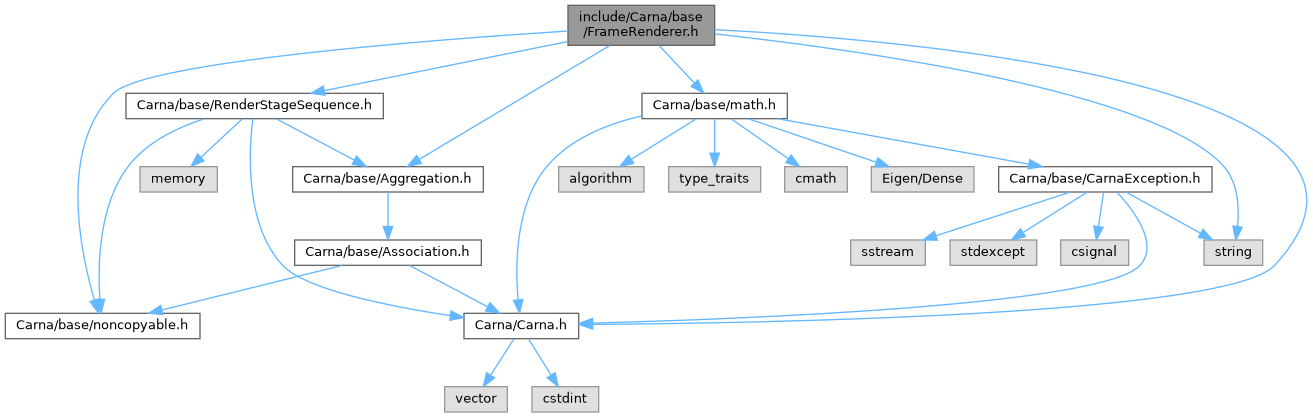 include/Carna/base
/FrameRenderer.h
Carna/base/RenderStageSequence.h
Carna/base/math.h
memory
Carna/base/Aggregation.h
algorithm
type_traits
cmath
Eigen/Dense
Carna/base/CarnaException.h
Carna/base/Association.h
sstream
stdexcept
csignal
string
Carna/base/noncopyable.h
Carna/Carna.h
vector
cstdint